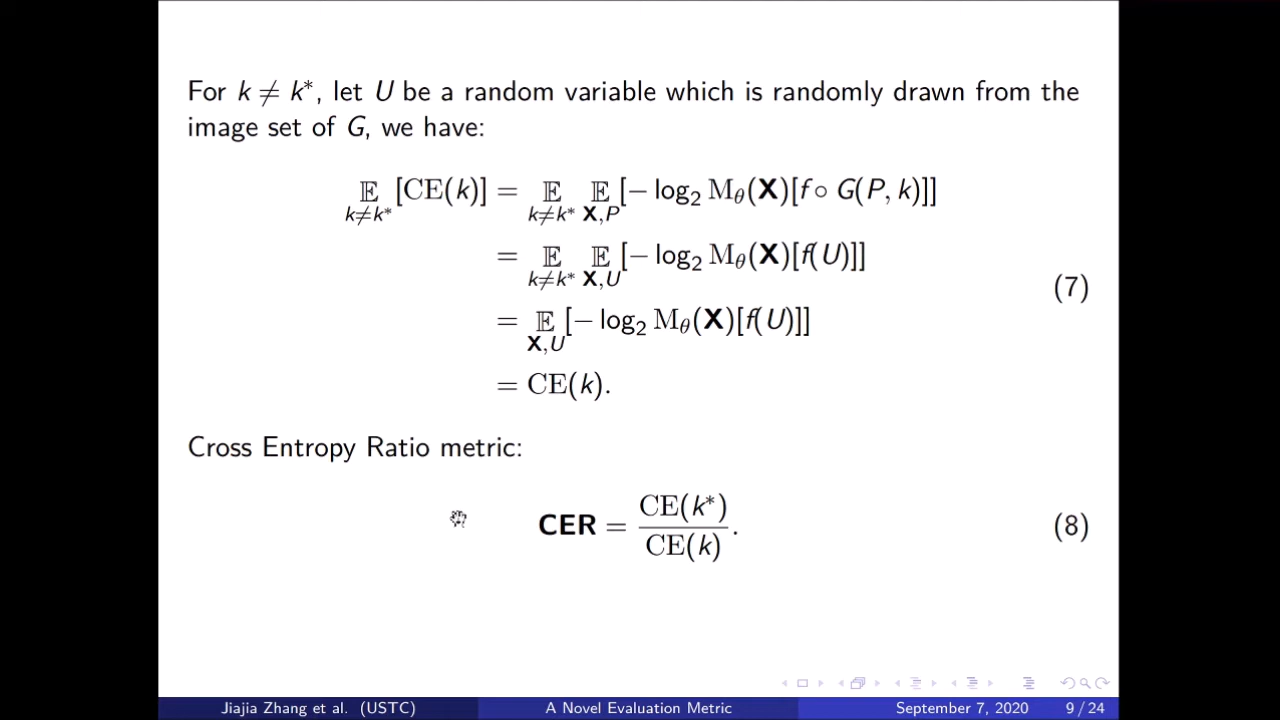 For k ≠ k*, let U be a random variable which is randomly drawn from the
image set of G, we have:
𝔼_{k≠k*} [CE(k)] = 𝔼_{k≠k*} 𝔼_{X,P} [− log₂ M_θ(X)[f ∘ G(P, k)]]
= 𝔼_{k≠k*} 𝔼_{X,U} [− log₂ M_θ(X)[f(U)]]
(7)
= 𝔼_{X,U} [− log₂ M_θ(X)[f(U)]]
= CE(k).
Cross Entropy Ratio metric:
CER = CE(k*) / CE(k). (8)
Jiajia Zhang et al. (USTC) A Novel Evaluation Metric September 7, 2020 9 / 24